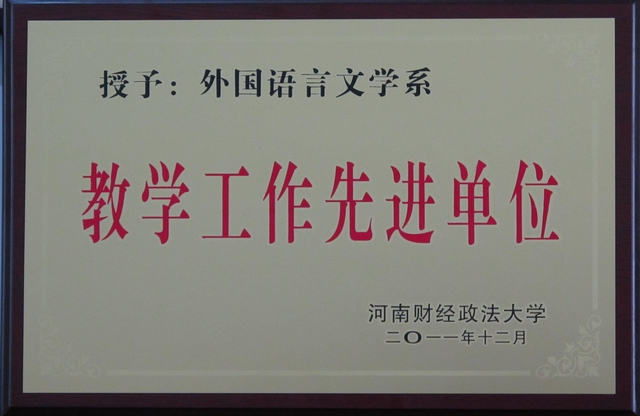 授予：外国语言文学系
教学工作先进单位
河南财经政法大学
二〇一一年十二月